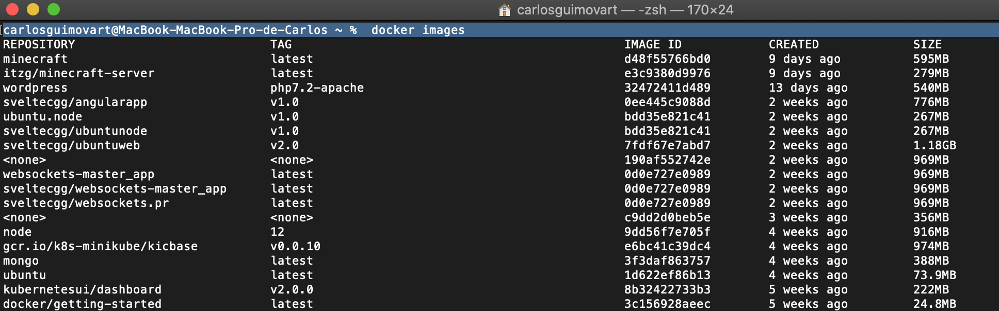 carlosguimovart — -zsh — 170×24
carlosguimovart@MacBook-MacBook-Pro-de-Carlos ~ %  docker images
REPOSITORY TAG IMAGE ID CREATED SIZE
minecraft latest d48f55766bd0 9 days ago 595MB
itzg/minecraft-server latest e3c9380d9976 9 days ago 279MB
wordpress php7.2-apache 32472411d489 13 days ago 540MB
sveltecgg/angularapp v1.0 0ee445c9088d 2 weeks ago 776MB
ubuntu.node v1.0 bdd35e821c41 2 weeks ago 267MB
sveltecgg/ubuntunode v1.0 bdd35e821c41 2 weeks ago 267MB
sveltecgg/ubuntuweb v2.0 7fdf67e7abd7 2 weeks ago 1.18GB
<none> <none> 190af552742e 2 weeks ago 969MB
websockets-master_app latest 0d0e727e0989 2 weeks ago 969MB
sveltecgg/websockets-master_app latest 0d0e727e0989 2 weeks ago 969MB
sveltecgg/websockets.pr latest 0d0e727e0989 2 weeks ago 969MB
<none> <none> c9dd2d0beb5e 3 weeks ago 356MB
node 12 9dd56f7e705f 4 weeks ago 916MB
gcr.io/k8s-minikube/kicbase v0.0.10 e6bc41c39dc4 4 weeks ago 974MB
mongo latest 3f3daf863757 4 weeks ago 388MB
ubuntu latest 1d622ef86b13 4 weeks ago 73.9MB
kubernetesui/dashboard v2.0.0 8b32422733b3 5 weeks ago 222MB
docker/getting-started latest 3c156928aeec 5 weeks ago 24.8MB